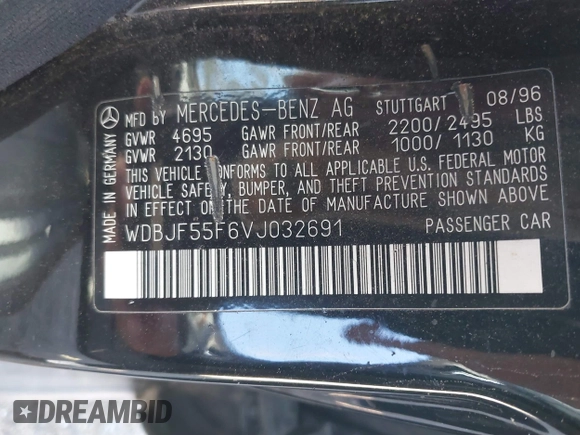 MADE IN GERMANY
MFD BY MERCEDES-BENZ AG STUTTGART 08/96
GVWR 4695 GAWR FRONT/REAR 2200/2495 LBS
GVWR 2130 GAWR FRONT/REAR 1000/1130 KG
THIS VEHICLE CONFORMS TO ALL APPLICABLE U.S. FEDERAL MOTOR
VEHICLE SAFETY, BUMPER, AND THEFT PREVENTION STANDARDS
IN EFFECT ON THE DATE OF MANUFACTURE SHOWN ABOVE
WDBJF55F6VJ032691 PASSENGER CAR
DREAMBID